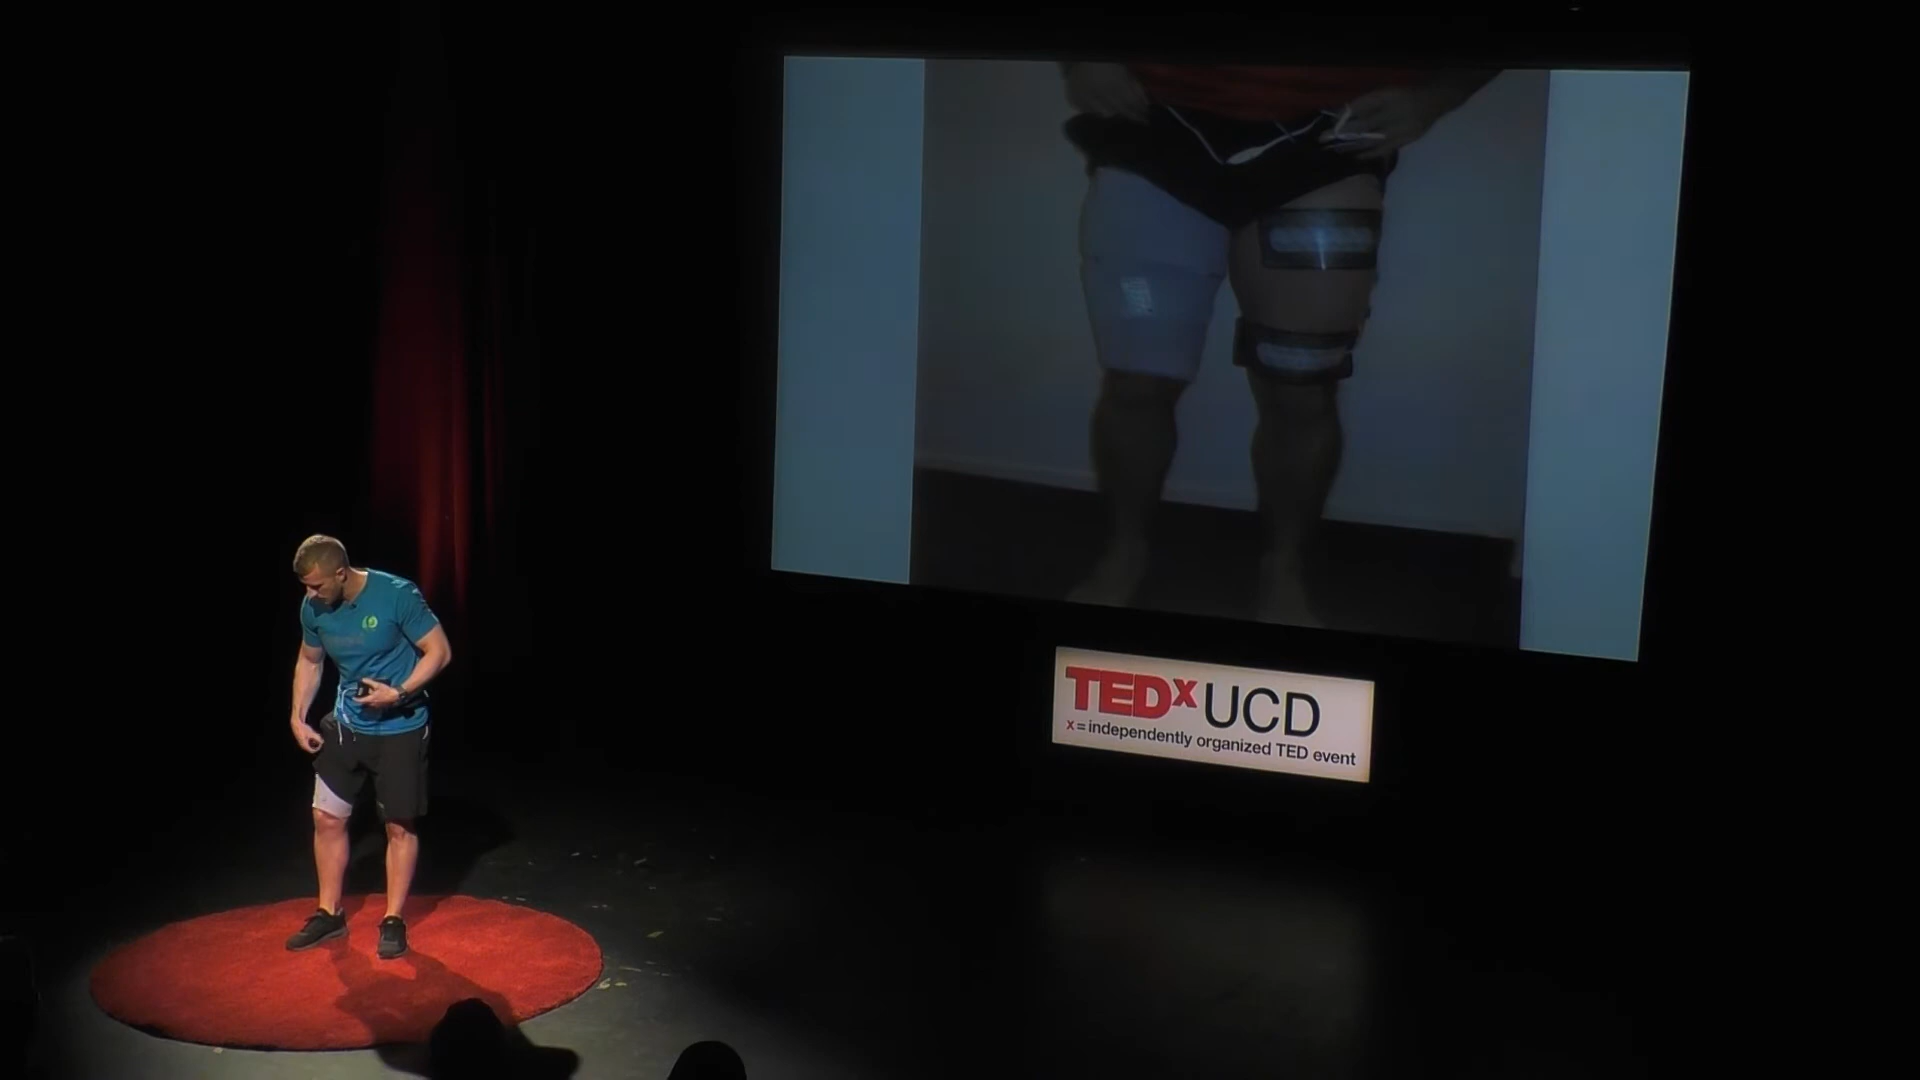 TEDx UCD
x = independently organized TED event